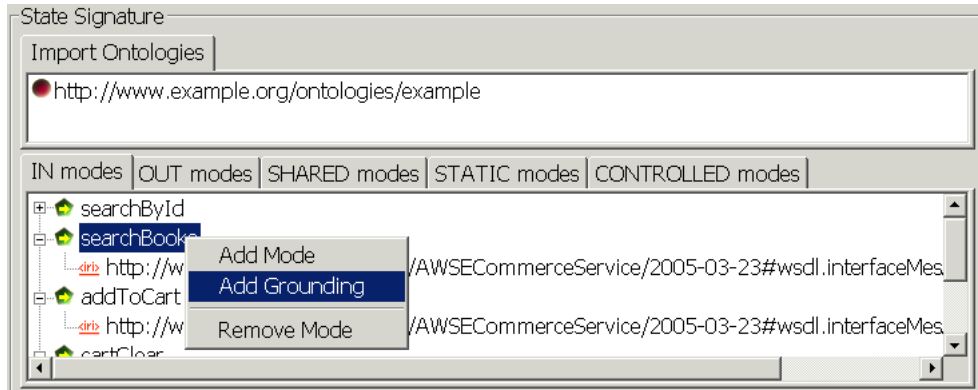 State Signature
Import Ontologies
http://www.example.org/ontologies/example
IN modes OUT modes SHARED modes STATIC modes CONTROLLED modes
searchById
searchBooks
Add Mode
http://w /AWSECommerceService/2005-03-23#wsdl.interfaceMes
Add Grounding
addToCart
Remove Mode
http://w /AWSECommerceService/2005-03-23#wsdl.interfaceMes
cartClear